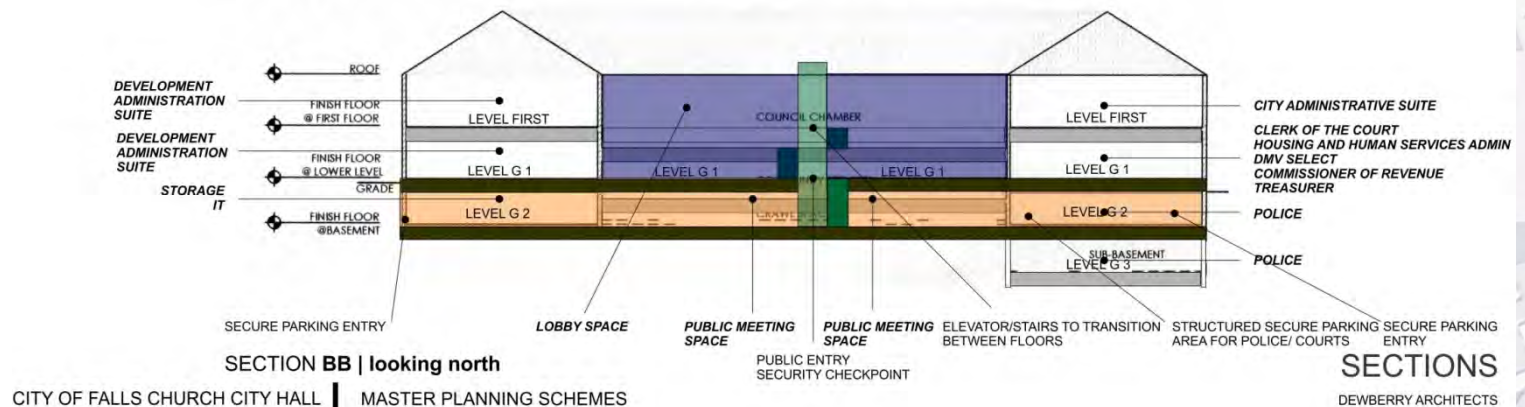 ROOF
DEVELOPMENT
ADMINISTRATION
SUITE
FINISH FLOOR
@ FIRST FLOOR
LEVEL FIRST
COUNCIL CHAMBER
LEVEL FIRST
CITY ADMINISTRATIVE SUITE
DEVELOPMENT
ADMINISTRATION
SUITE
FINISH FLOOR
@ LOWER LEVEL
LEVEL G 1
LEVEL G 1
LEVEL G 1
LEVEL G 1
CLERK OF THE COURT
HOUSING AND HUMAN SERVICES ADMIN
DMV SELECT
COMMISSIONER OF REVENUE
TREASURER
GRADE
STORAGE
IT
FINISH FLOOR
@BASEMENT
LEVEL G 2
LEVEL G 2
POLICE
SUB-BASEMENT
LEVEL G 3
POLICE
SECURE PARKING ENTRY
LOBBY SPACE
PUBLIC MEETING
SPACE
PUBLIC ENTRY
SECURITY CHECKPOINT
PUBLIC MEETING
SPACE
ELEVATOR/STAIRS TO TRANSITION
BETWEEN FLOORS
STRUCTURED SECURE PARKING
AREA FOR POLICE/ COURTS
SECURE PARKING
ENTRY
SECTION BB | looking north
SECTIONS
CITY OF FALLS CHURCH CITY HALL
MASTER PLANNING SCHEMES
DEWBERRY ARCHITECTS